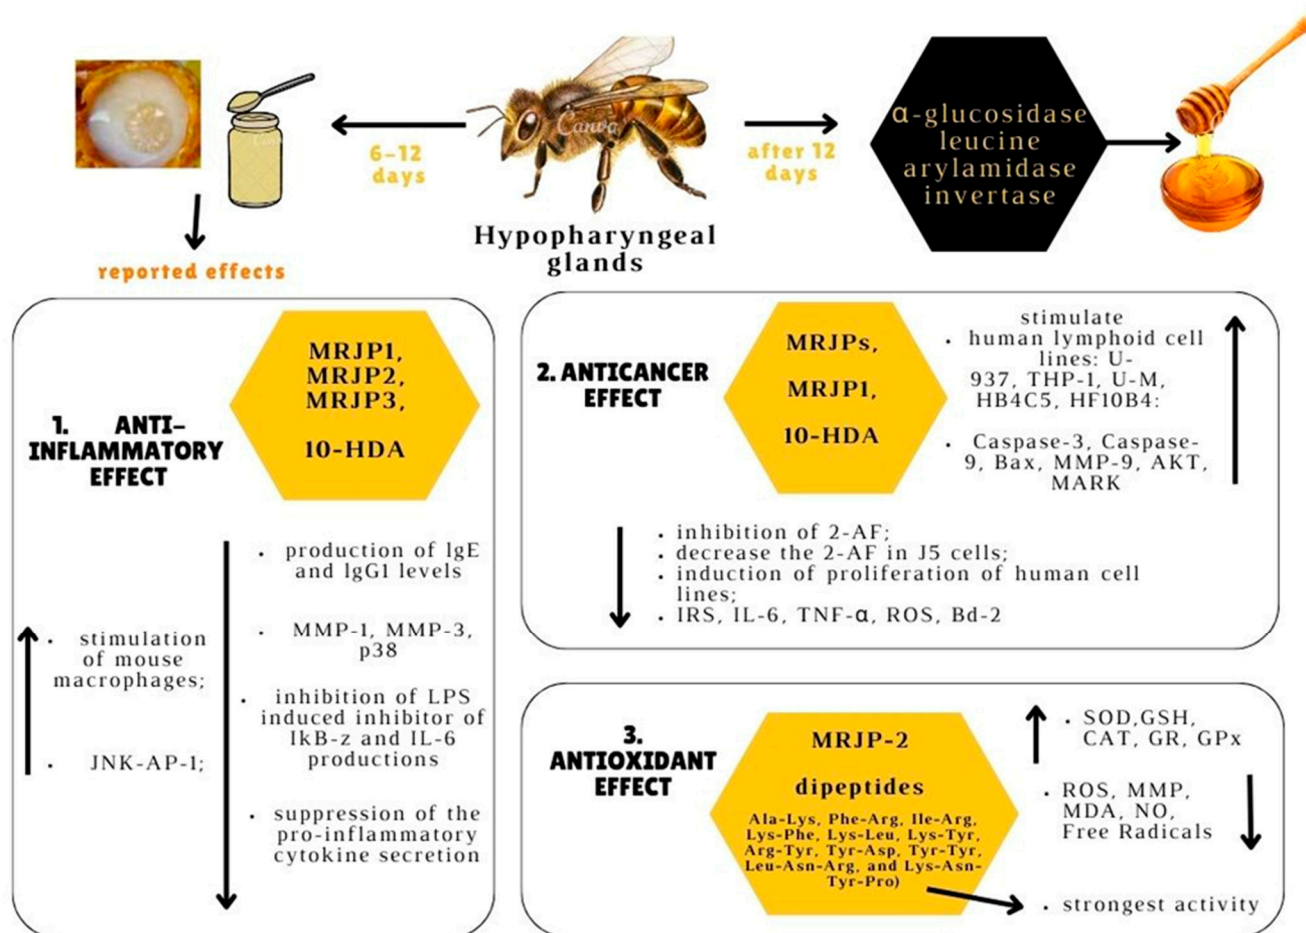 6-12
days
Canva
after 12
days
Hypopharyngeal
glands
α-glucosidase
leucine
arylamidase
invertase
reported effects
1. ANTI-
INFLAMMATORY
EFFECT
MRJP1,
MRJP2,
MRJP3,
10-HDA
• production of IgE
and IgG1 levels
• MMP-1, MMP-3,
p38
• inhibition of LPS
induced inhibitor of
IkB-z and IL-6
productions
• suppression of the
pro-inflammatory
cytokine secretion
• stimulation
of mouse
macrophages;
• JNK-AP-1;
2. ANTICANCER
EFFECT
MRJPs,
MRJP1,
10-HDA
stimulate
• human lymphoid cell
lines: U-
937, THP-1, U-M,
HB4C5, HF10B4:
• Caspase-3, Caspase-
9, Bax, MMP-9, AKT,
MARK
• inhibition of 2-AF;
• decrease the 2-AF in J5 cells;
• induction of proliferation of human cell
lines;
• IRS, IL-6, TNF-α, ROS, Bd-2
3.
ANTIOXIDANT
EFFECT
MRJP-2
dipeptides
Ala-Lys, Phe-Arg, Ile-Arg,
Lys-Phe, Lys-Leu, Lys-Tyr,
Arg-Tyr, Tyr-Asp, Tyr-Tyr,
Leu-Asn-Arg, and Lys-Asn-
Tyr-Pro)
• SOD,GSH,
CAT, GR, GPx
• ROS, MMP,
MDA, NO,
Free Radicals
• strongest activity